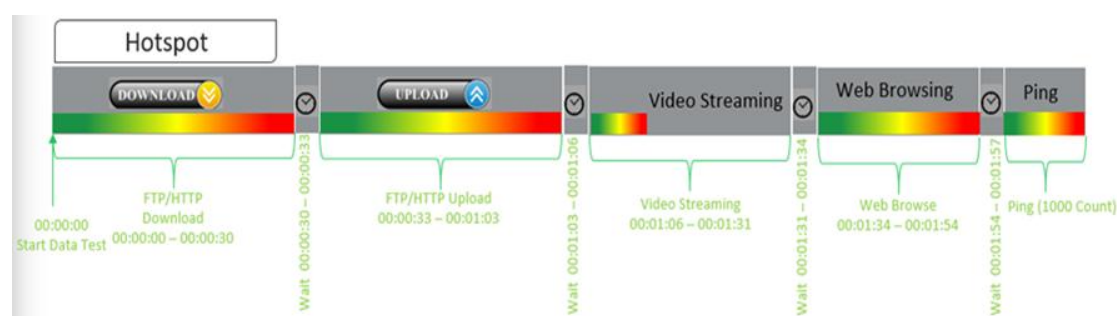 Hotspot
DOWNLOAD
UPLOAD
Video Streaming
Web Browsing
Ping
00:00:00
Start Data Test
FTP/HTTP
Download
00:00:00 – 00:00:30
Wait 00:00:30 – 00:00:33
FTP/HTTP Upload
00:00:33 – 00:01:03
Wait 00:01:03 – 00:01:06
Video Streaming
00:01:06 – 00:01:31
Wait 00:01:31 – 00:01:34
Web Browse
00:01:34 – 00:01:54
Wait 00:01:54 – 00:01:57
Ping (1000 Count)